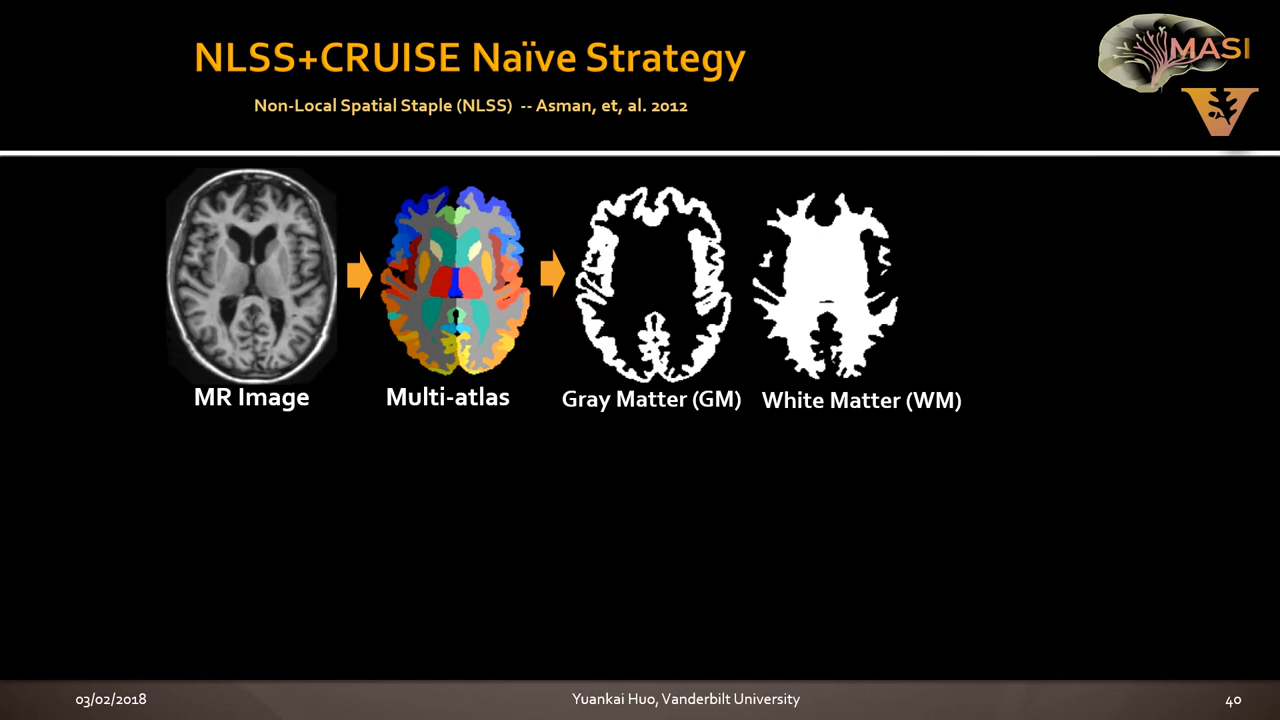 NLSS+CRUISE Naïve Strategy
Non-Local Spatial Staple (NLSS) -- Asman, et, al. 2012
MASI
V
MR Image
Multi-atlas
Gray Matter (GM)
White Matter (WM)
03/02/2018
Yuankai Huo, Vanderbilt University
40